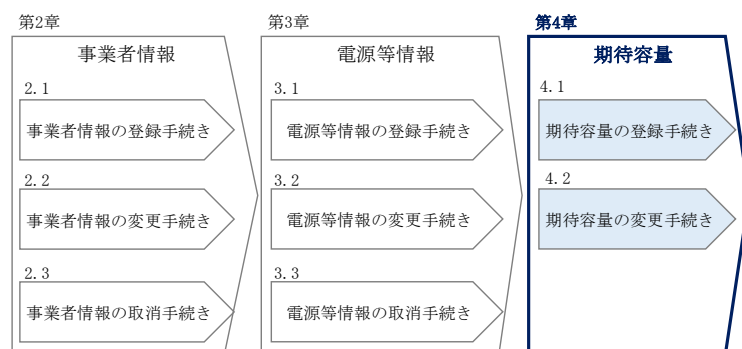 第2章
事業者情報
2.1
事業者情報の登録手続き
2.2
事業者情報の変更手続き
2.3
事業者情報の取消手続き
第3章
電源等情報
3.1
電源等情報の登録手続き
3.2
電源等情報の変更手続き
3.3
電源等情報の取消手続き
第4章
期待容量
4.1
期待容量の登録手続き
4.2
期待容量の変更手続き